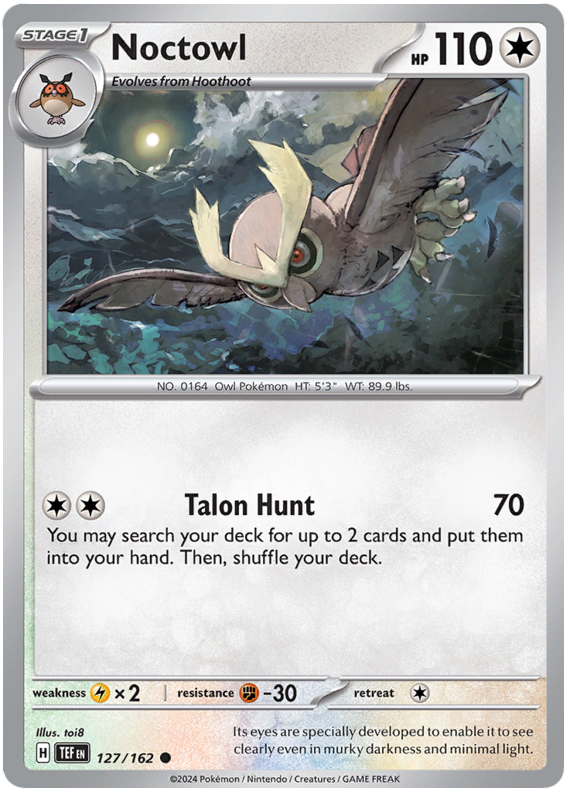 STAGE1
Noctowl
HP 110
Evolves from Hoothoot
NO. 0164 Owl Pokémon HT: 5'3" WT: 89.9 lbs.
Talon Hunt 70
You may search your deck for up to 2 cards and put them
into your hand. Then, shuffle your deck.
weakness ×2 resistance -30 retreat
Illus. toi8
H TEF EN 127/162
Its eyes are specially developed to enable it to see
clearly even in murky darkness and minimal light.
©2024 Pokémon / Nintendo / Creatures / GAME FREAK